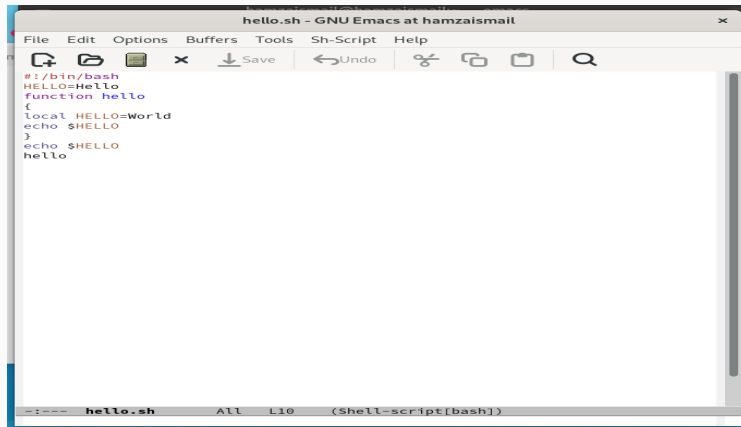 hello.sh - GNU Emacs at hamzaismail ×
File Edit Options Buffers Tools Sh-Script Help
Save Undo
#!/bin/bash
HELLO=Hello
function hello
{
local HELLO=World
echo $HELLO
}
echo $HELLO
hello
-:--- hello.sh All L10 (Shell-script[bash])